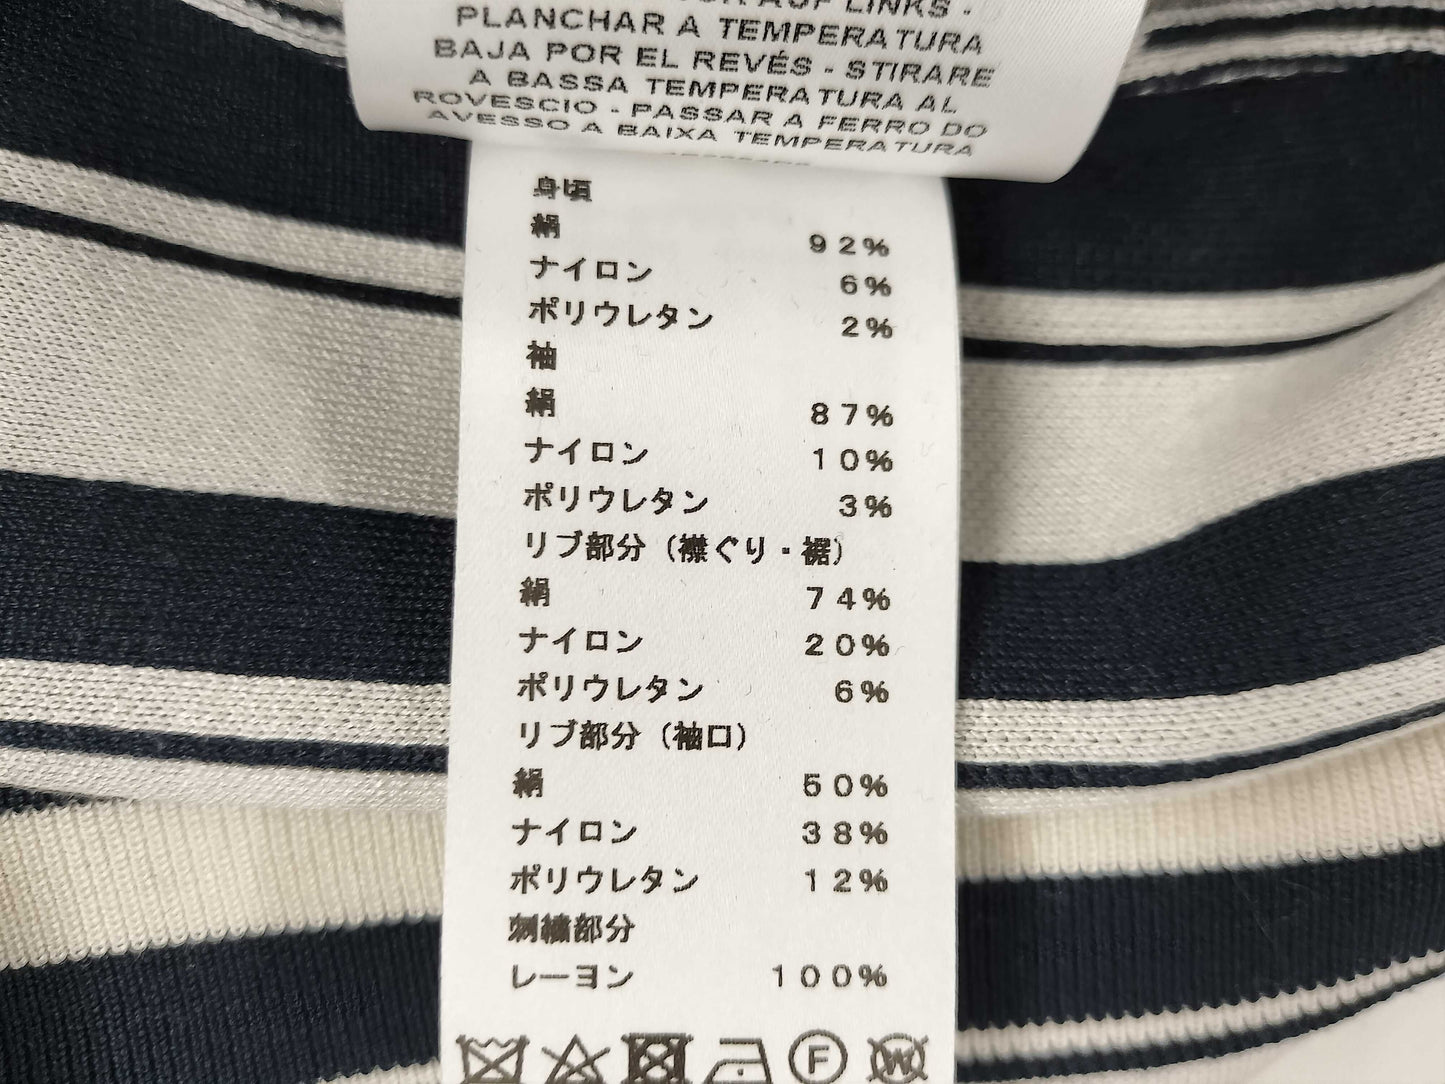 AUF LINKS -
PLANCHAR A TEMPERATURA
BAJA POR EL REVÉS - STIRARE
A BASSA TEMPERATURA AL
ROVESCIO - PASSAR A FERRO DO
AVESSO A BAIXA TEMPERATURA
身頃
絹 92%
ナイロン 6%
ポリウレタン 2%
袖
絹 87%
ナイロン 10%
ポリウレタン 3%
リブ部分(襟ぐり・裾)
絹 74%
ナイロン 20%
ポリウレタン 6%
リブ部分(袖口)
絹 50%
ナイロン 38%
ポリウレタン 12%
刺繍部分
レーヨン 100%
F W